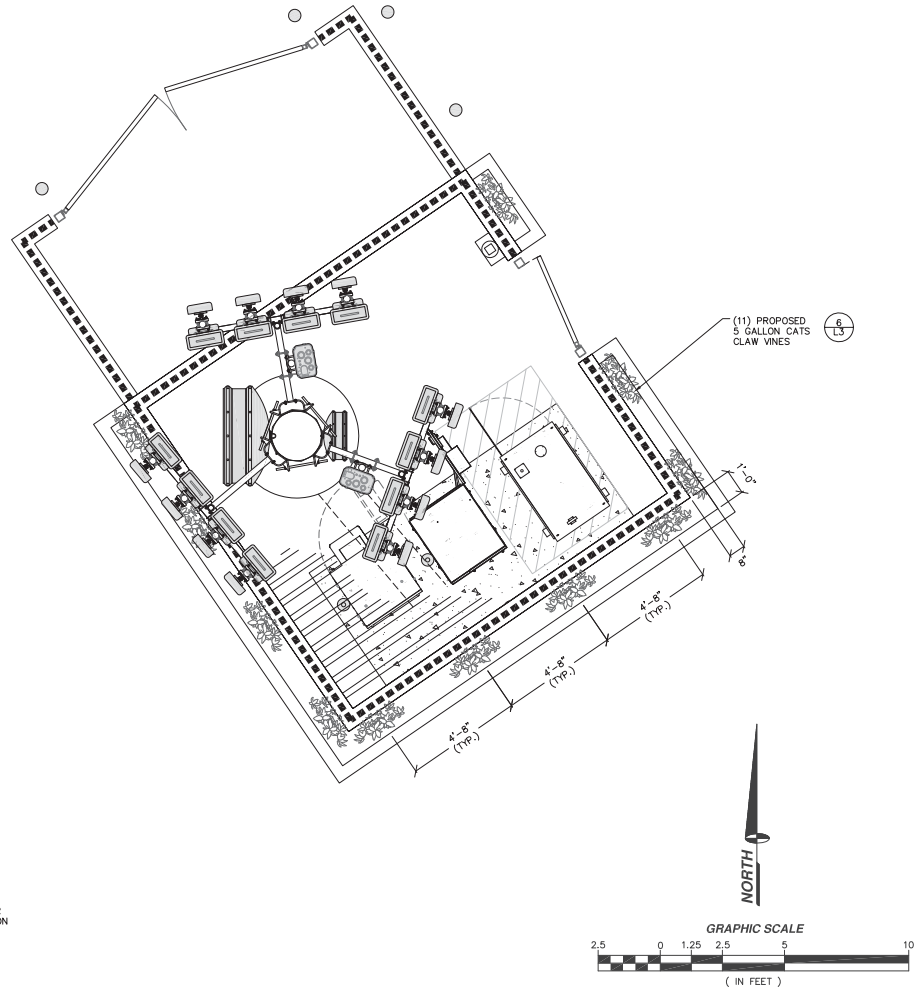 (11) PROPOSED
5 GALLON CATS
CLAW VINES
6
L3
1'-0"
8"
4'-8"
(TYP.)
4'-8"
(TYP.)
4'-8"
(TYP.)
NORTH
ON
GRAPHIC SCALE
2.5 0 1.25 2.5 5 10
( IN FEET )